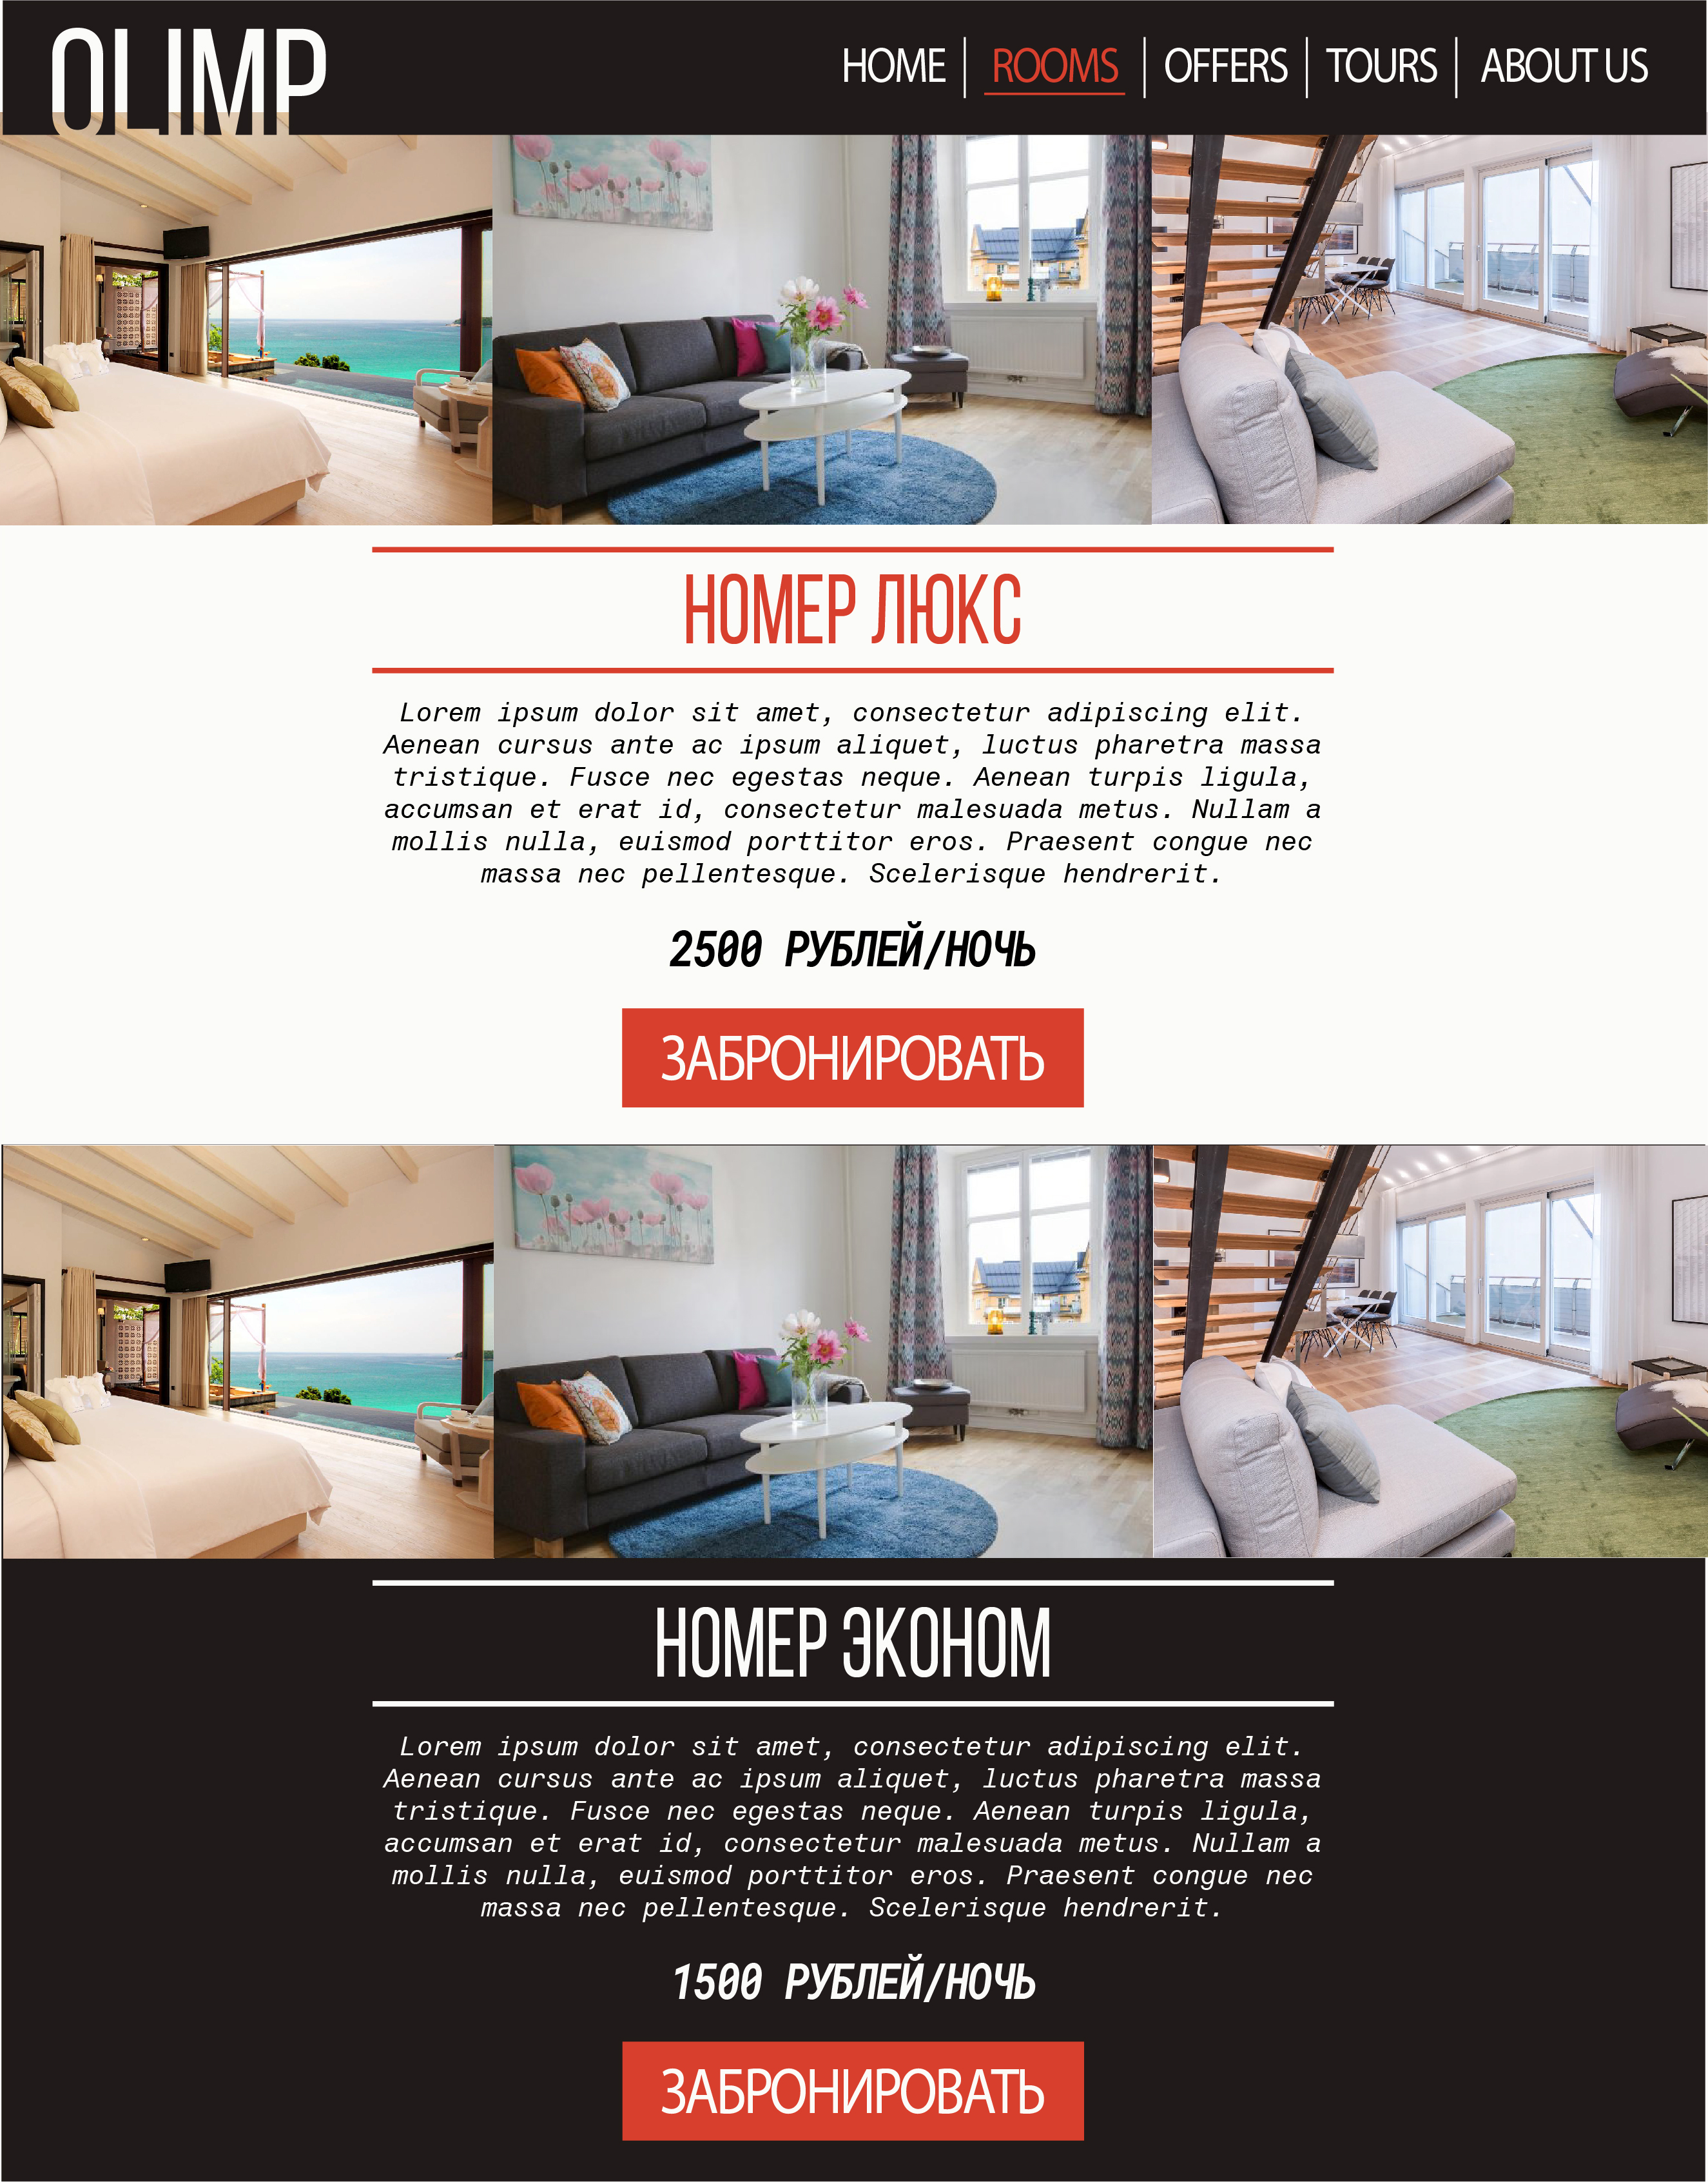 OLIMP
HOME ROOMS OFFERS TOURS ABOUT US
НОМЕР ЛЮКС
Lorem ipsum dolor sit amet, consectetur adipiscing elit.
Aenean cursus ante ac ipsum aliquet, luctus pharetra massa
tristique. Fusce nec egestas neque. Aenean turpis ligula,
accumsan et erat id, consectetur malesuada metus. Nullam a
mollis nulla, euismod porttitor eros. Praesent congue nec
massa nec pellentesque. Scelerisque hendrerit.
2500 РУБЛЕЙ/НОЧЬ
ЗАБРОНИРОВАТЬ
НОМЕР ЭКОНОМ
Lorem ipsum dolor sit amet, consectetur adipiscing elit.
Aenean cursus ante ac ipsum aliquet, luctus pharetra massa
tristique. Fusce nec egestas neque. Aenean turpis ligula,
accumsan et erat id, consectetur malesuada metus. Nullam a
mollis nulla, euismod porttitor eros. Praesent congue nec
massa nec pellentesque. Scelerisque hendrerit.
1500 РУБЛЕЙ/НОЧЬ
ЗАБРОНИРОВАТЬ